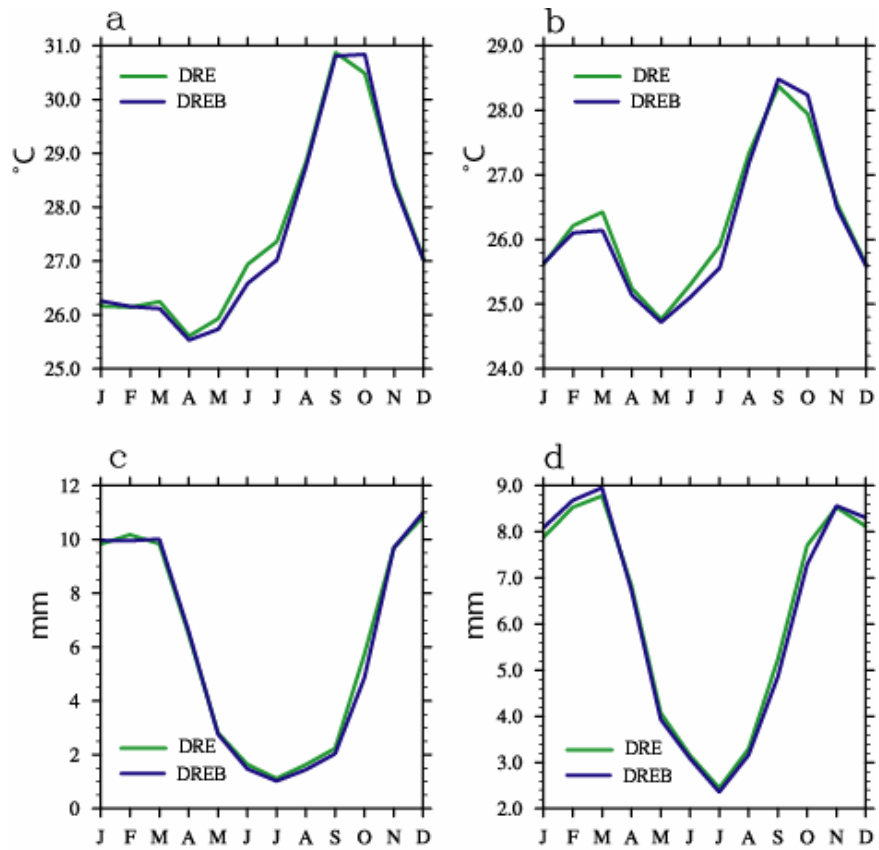 a
31.0
30.0
29.0
28.0
27.0
26.0
25.0
°C
DRE
DREB
J F M A M J J A S O N D
b
29.0
28.0
27.0
26.0
25.0
24.0
°C
DRE
DREB
J F M A M J J A S O N D
c
12
10
8
6
4
2
0
mm
DRE
DREB
J F M A M J J A S O N D
d
9.0
8.0
7.0
6.0
5.0
4.0
3.0
2.0
mm
DRE
DREB
J F M A M J J A S O N D